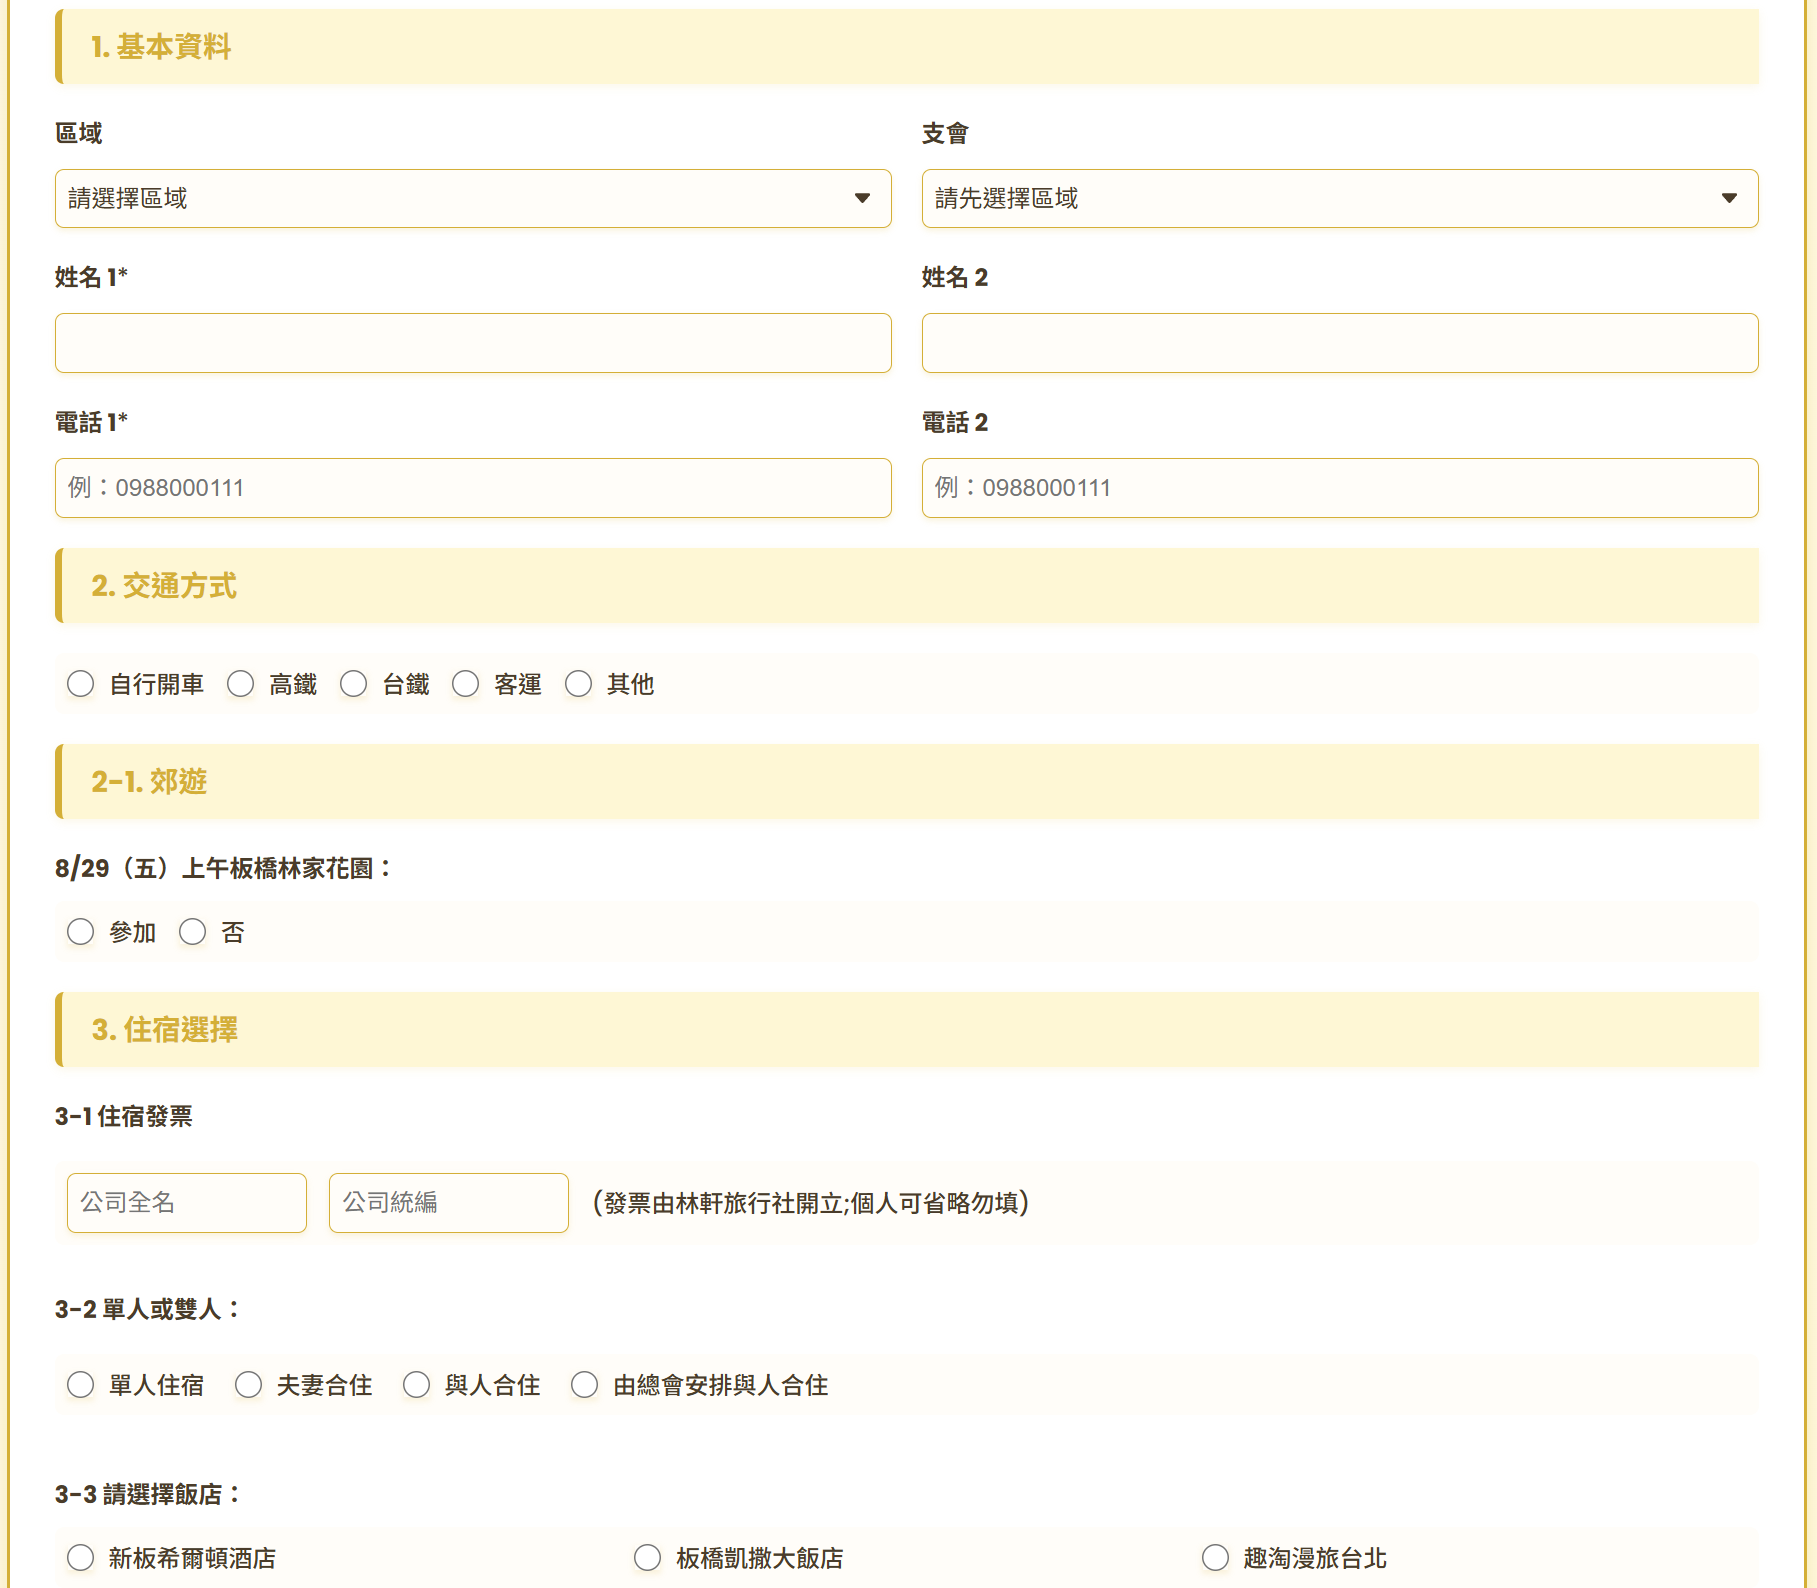 1. 基本資料
區域 支會
請選擇區域 請先選擇區域
姓名 1* 姓名 2
電話 1* 電話 2
例：0988000111 例：0988000111
2. 交通方式
自行開車 高鐵 台鐵 客運 其他
2-1. 郊遊
8/29（五）上午板橋林家花園：
參加 否
3. 住宿選擇
3-1 住宿發票
公司全名 公司統編 (發票由林軒旅行社開立;個人可省略勿填)
3-2 單人或雙人：
單人住宿 夫妻合住 與人合住 由總會安排與人合住
3-3 請選擇飯店：
新板希爾頓酒店 板橋凱撒大飯店 趣淘漫旅台北